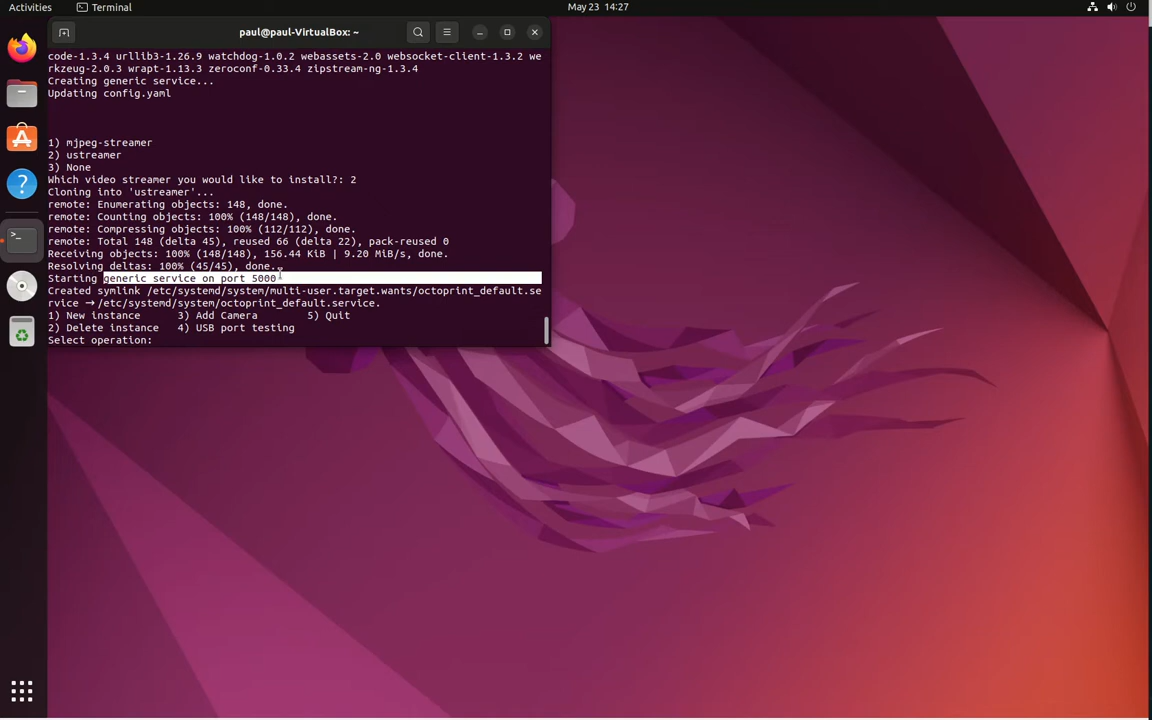 Activities
Terminal
May 23 14:27
paul@paul-VirtualBox: ~
code-1.3.4 urllib3-1.26.9 watchdog-1.0.2 webassets-2.0 websocket-client-1.3.2 we
rkzeug-2.0.3 wrapt-1.13.3 zeroconf-0.33.4 zipstream-ng-1.3.4
Creating generic service...
Updating config.yaml
1) mjpeg-streamer
2) ustreamer
3) None
Which video streamer you would like to install?: 2
Cloning into 'ustreamer'...
remote: Enumerating objects: 148, done.
remote: Counting objects: 100% (148/148), done.
remote: Compressing objects: 100% (112/112), done.
remote: Total 148 (delta 45), reused 66 (delta 22), pack-reused 0
Receiving objects: 100% (148/148), 156.44 KiB | 9.20 MiB/s, done.
Resolving deltas: 100% (45/45), done.
Starting generic service on port 5000
Created symlink /etc/systemd/system/multi-user.target.wants/octoprint_default.se
rvice → /etc/systemd/system/octoprint_default.service.
1) New instance 3) Add Camera 5) Quit
2) Delete instance 4) USB port testing
Select operation: